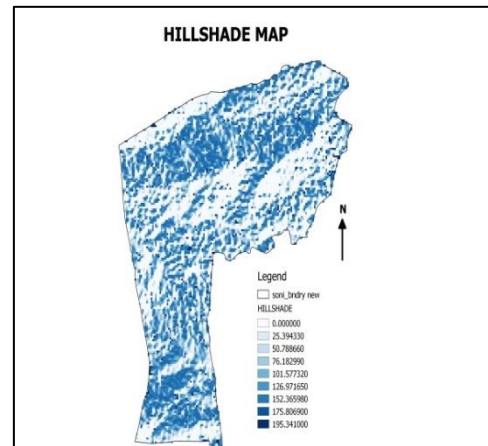 HILLSHADE MAP
N
Legend
soni_bndry new
HILLSHADE
0.000000
25.394330
50.788660
76.182990
101.577320
126.971650
152.365980
175.806900
195.341000